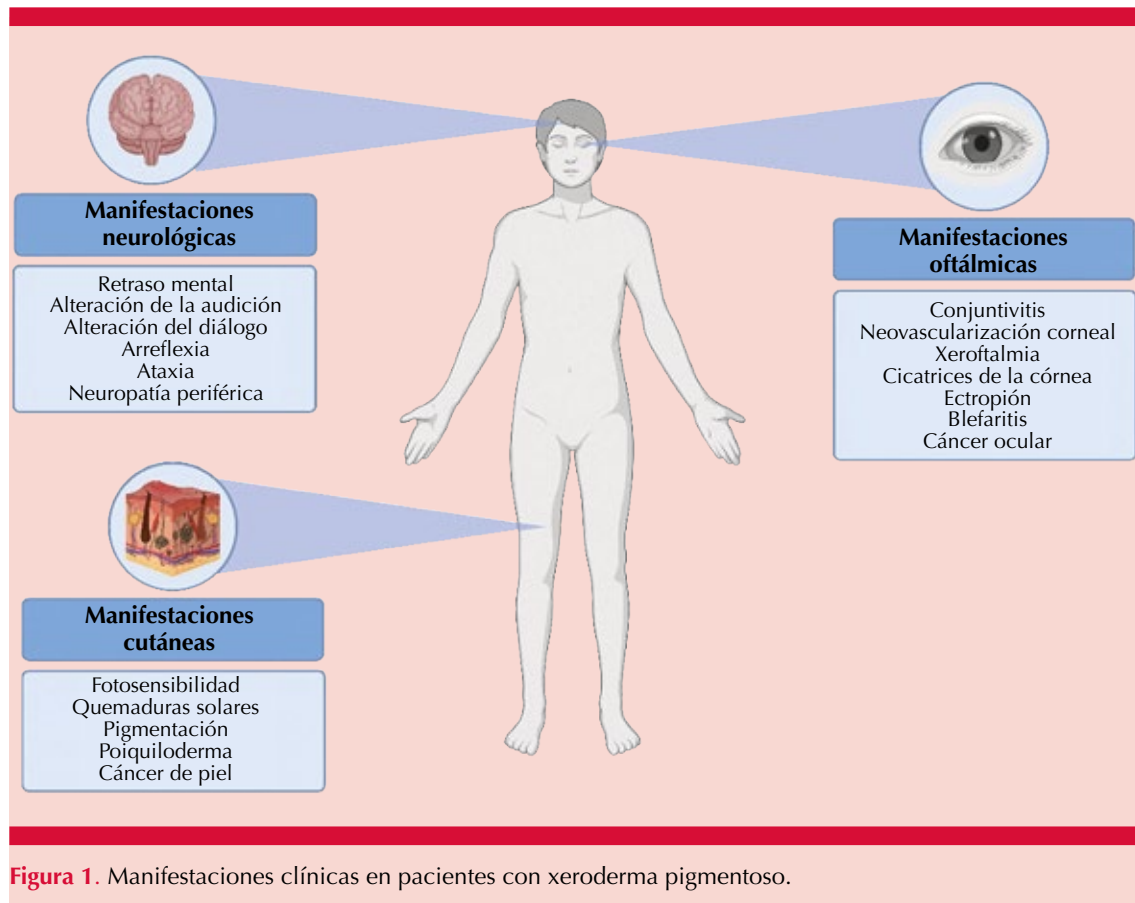 Manifestaciones
neurológicas
Retraso mental
Alteración de la audición
Alteración del diálogo
Arreflexia
Ataxia
Neuropatía periférica
Manifestaciones
oftálmicas
Conjuntivitis
Neovascularización corneal
Xeroftalmia
Cicatrices de la córnea
Ectropión
Blefaritis
Cáncer ocular
Manifestaciones
cutáneas
Fotosensibilidad
Quemaduras solares
Pigmentación
Poiquiloderma
Cáncer de piel
Figura 1. Manifestaciones clínicas en pacientes con xeroderma pigmentoso.